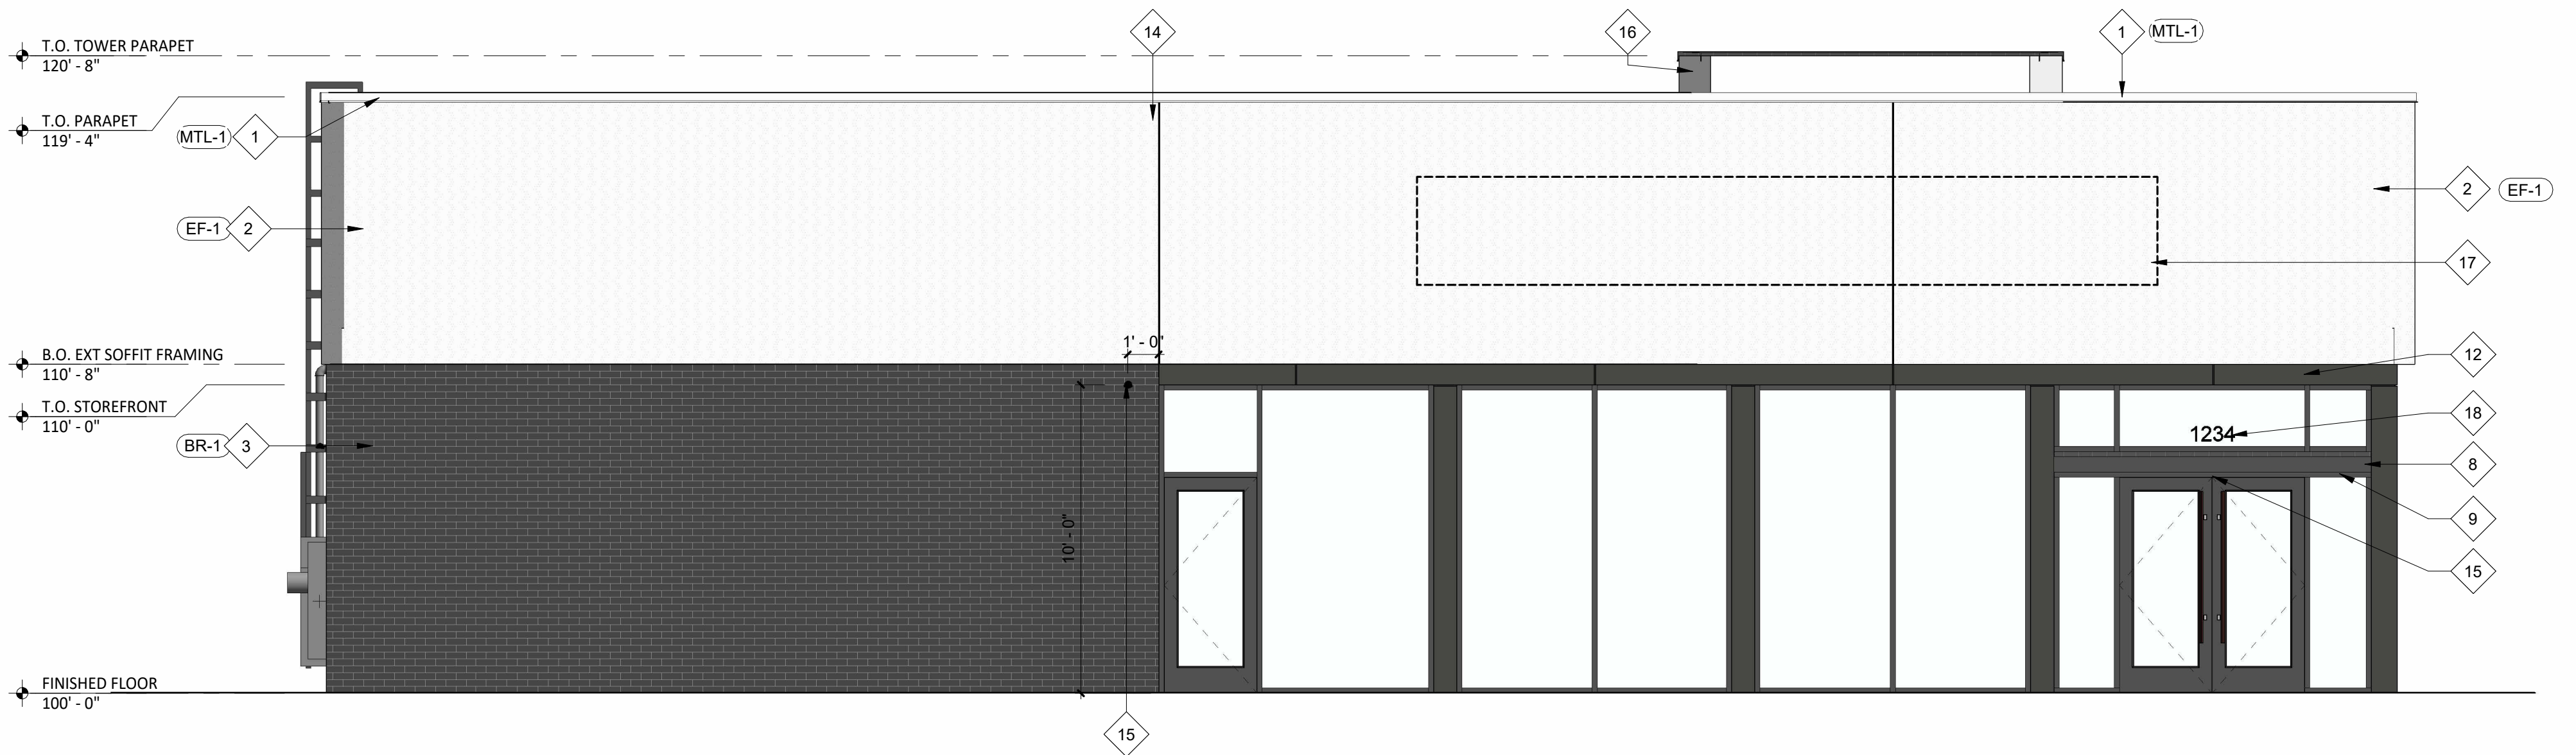 14
16
1 MTL-1
T.O. TOWER PARAPET
120' - 8"
T.O. PARAPET
119' - 4"
MTL-1 1
2 EF-1
EF-1 2
17
1' - 0"
B.O. EXT SOFFIT FRAMING
110' - 8"
12
T.O. STOREFRONT
110' - 0"
18
1234
BR-1 3
8
9
10' - 0"
15
FINISHED FLOOR
100' - 0"
15